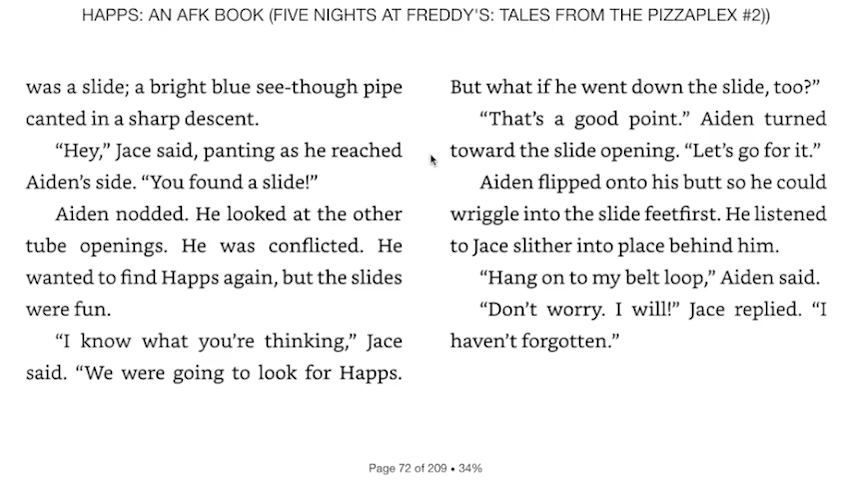 HAPPS: AN AFK BOOK (FIVE NIGHTS AT FREDDY'S: TALES FROM THE PIZZAPLEX #2))
was a slide; a bright blue see-though pipe
canted in a sharp descent.
“Hey,” Jace said, panting as he reached
Aiden’s side. “You found a slide!”
Aiden nodded. He looked at the other
tube openings. He was conflicted. He
wanted to find Happs again, but the slides
were fun.
“I know what you’re thinking,” Jace
said. “We were going to look for Happs.
But what if he went down the slide, too?”
“That’s a good point.” Aiden turned
toward the slide opening. “Let’s go for it.”
Aiden flipped onto his butt so he could
wriggle into the slide feetfirst. He listened
to Jace slither into place behind him.
“Hang on to my belt loop,” Aiden said.
“Don’t worry. I will!” Jace replied. “I
haven’t forgotten.”
Page 72 of 209 • 34%